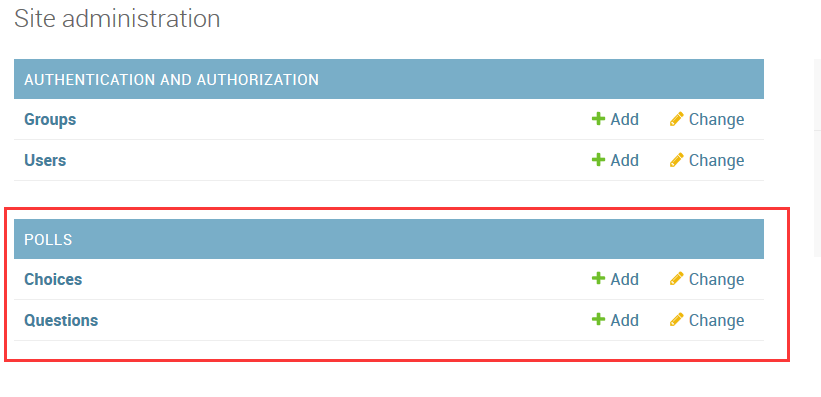 Site administration
AUTHENTICATION AND AUTHORIZATION
Groups Add Change
Users Add Change
POLLS
Choices Add Change
Questions Add Change